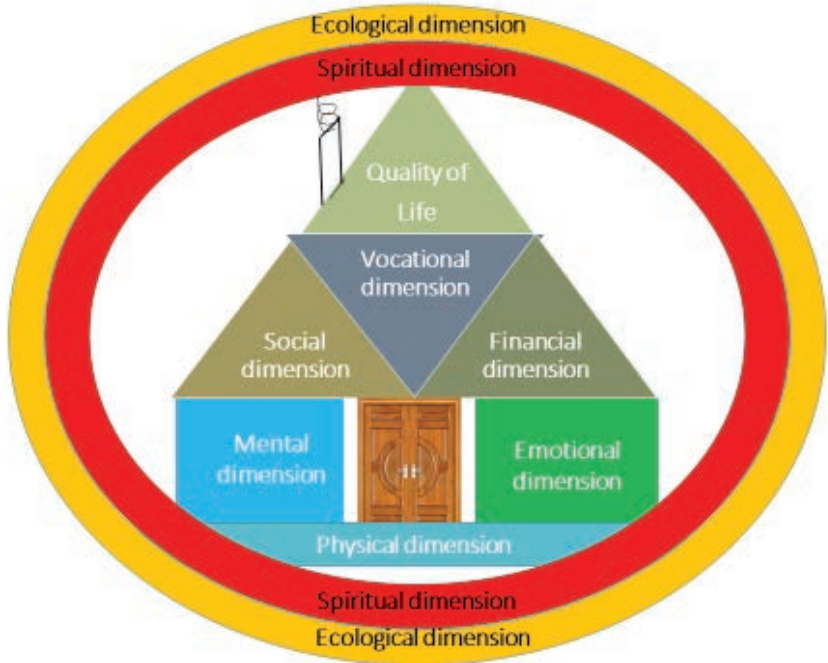 Ecological dimension
Spiritual dimension
Quality of
Life
Vocational
dimension
Social
dimension
Financial
dimension
Mental
dimension
Emotional
dimension
Physical dimension
Spiritual dimension
Ecological dimension